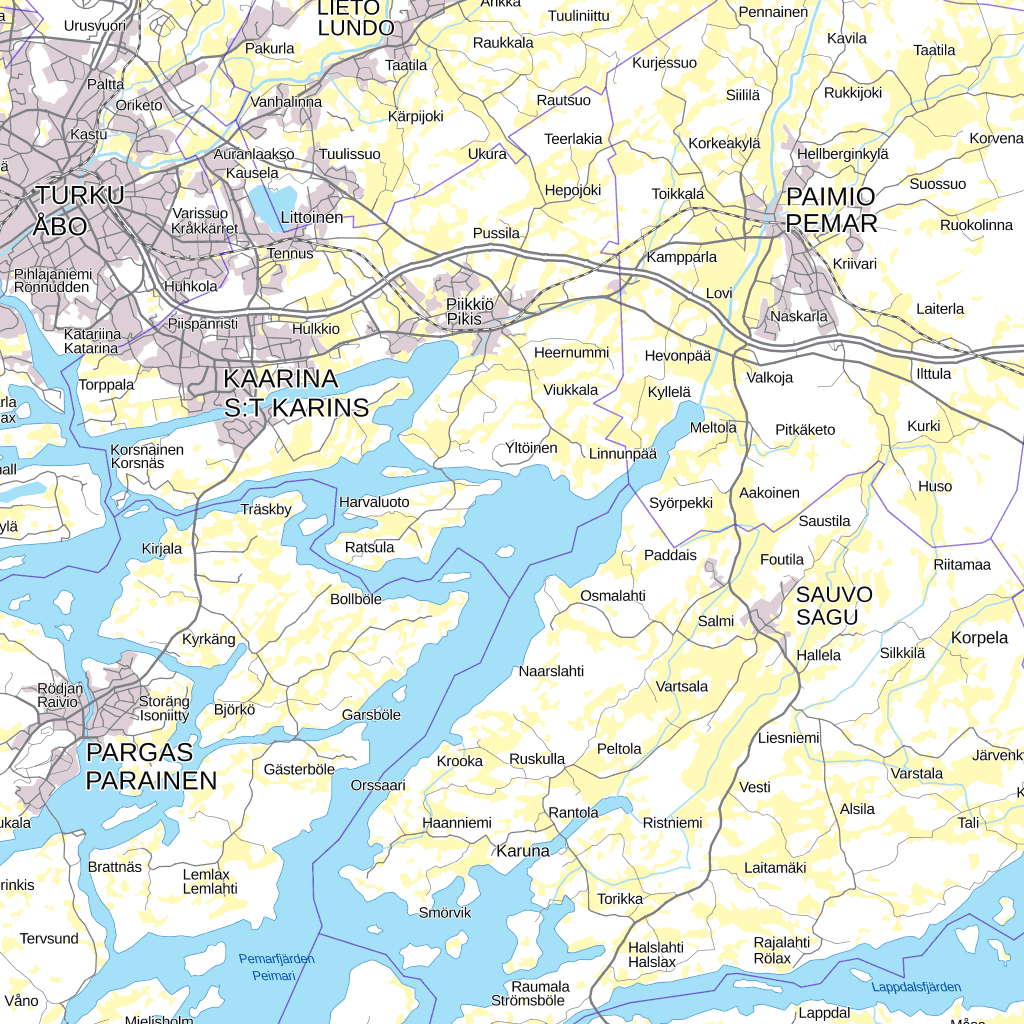 LIETO
LUNDO
Ankka
Tuuliniittu
Pennainen
Urusvuori
Pakurla
Raukkala
Kavila
Taatila
Taatila
Kurjessuo
Paltta
Oriketo
Vanhalinna
Kärpijoki
Rautsuo
Siililä
Rukkijoki
Kastu
Teerlakia
Korkeakylä
Korvena
Auranlaakso
Tuulissuo
Ukura
Hellberginkylä
Kausela
Hepojoki
Toikkala
Suossuo
TURKU
ÅBO
PAIMIO
PEMAR
Varissuo
Kråkkärret
Littoinen
Pussila
Ruokolinna
Tennus
Kampparla
Kriivari
Pihlajaniemi
Rönnudden
Huhkola
Lovi
Piikkiö
Pikis
Laiterla
Naskarla
Piispanristi
Hulkkio
Katariina
Katarina
Heernummi
Hevonpää
Torppala
KAARINA
S:T KARINS
Viukkala
Kyllelä
Valkoja
Ilttula
Meltola
Pitkäketo
Kurki
Korsnainen
Korsnäs
Yltöinen
Linnunpää
Huso
Träskby
Harvaluoto
Syörpekki
Aakoinen
Saustila
Kirjala
Ratsula
Paddais
Foutila
Riitamaa
Bollböle
Osmalahti
SAUVO
SAGU
Salmi
Kyrkäng
Korpela
Silkkilä
Hallela
Naarslahti
Rödjan
Raivio
Storäng
Isoniitty
Björkö
Garsböle
Vartsala
PARGAS
PARAINEN
Liesniemi
Peltola
Krooka
Ruskulla
Järvenk
Gästerböle
Orssaari
Varstala
Vesti
Rantola
Alsila
Haanniemi
Ristniemi
Tali
ukala
Karuna
Brattnäs
Lemlax
Lemlahti
Laitamäki
rinkis
Torikka
Smörvik
Tervsund
Halslahti
Halslax
Rajalahti
Rölax
Pemarfjärden
Peimari
Raumala
Strömsböle
Lappdalsfjärden
Våno
Mielisholm
Lappdal